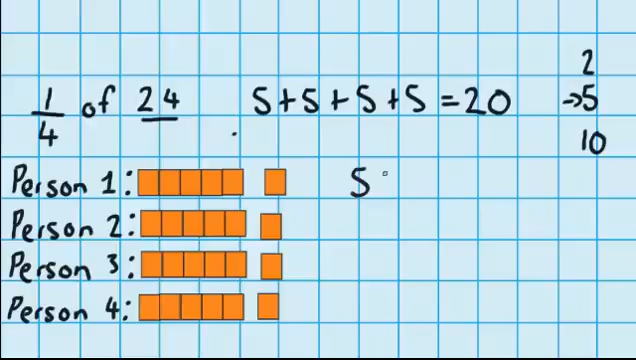 1/4 of 24
5+5+5+5=20
2
→5
10
Person 1:
5
Person 2:
Person 3:
Person 4: